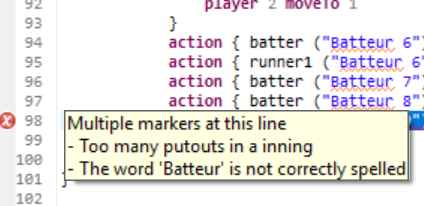 92 player 2 moveTo 1
93 }
94 action { batter ("Batteur 6")
95 action { runner1 ("Batteur 6
96 action { batter ("Batteur 7")
97 action { batter ("Batteur 8")
98
Multiple markers at this line
99
- Too many putouts in a inning
100
- The word 'Batteur' is not correctly spelled
101 }
102